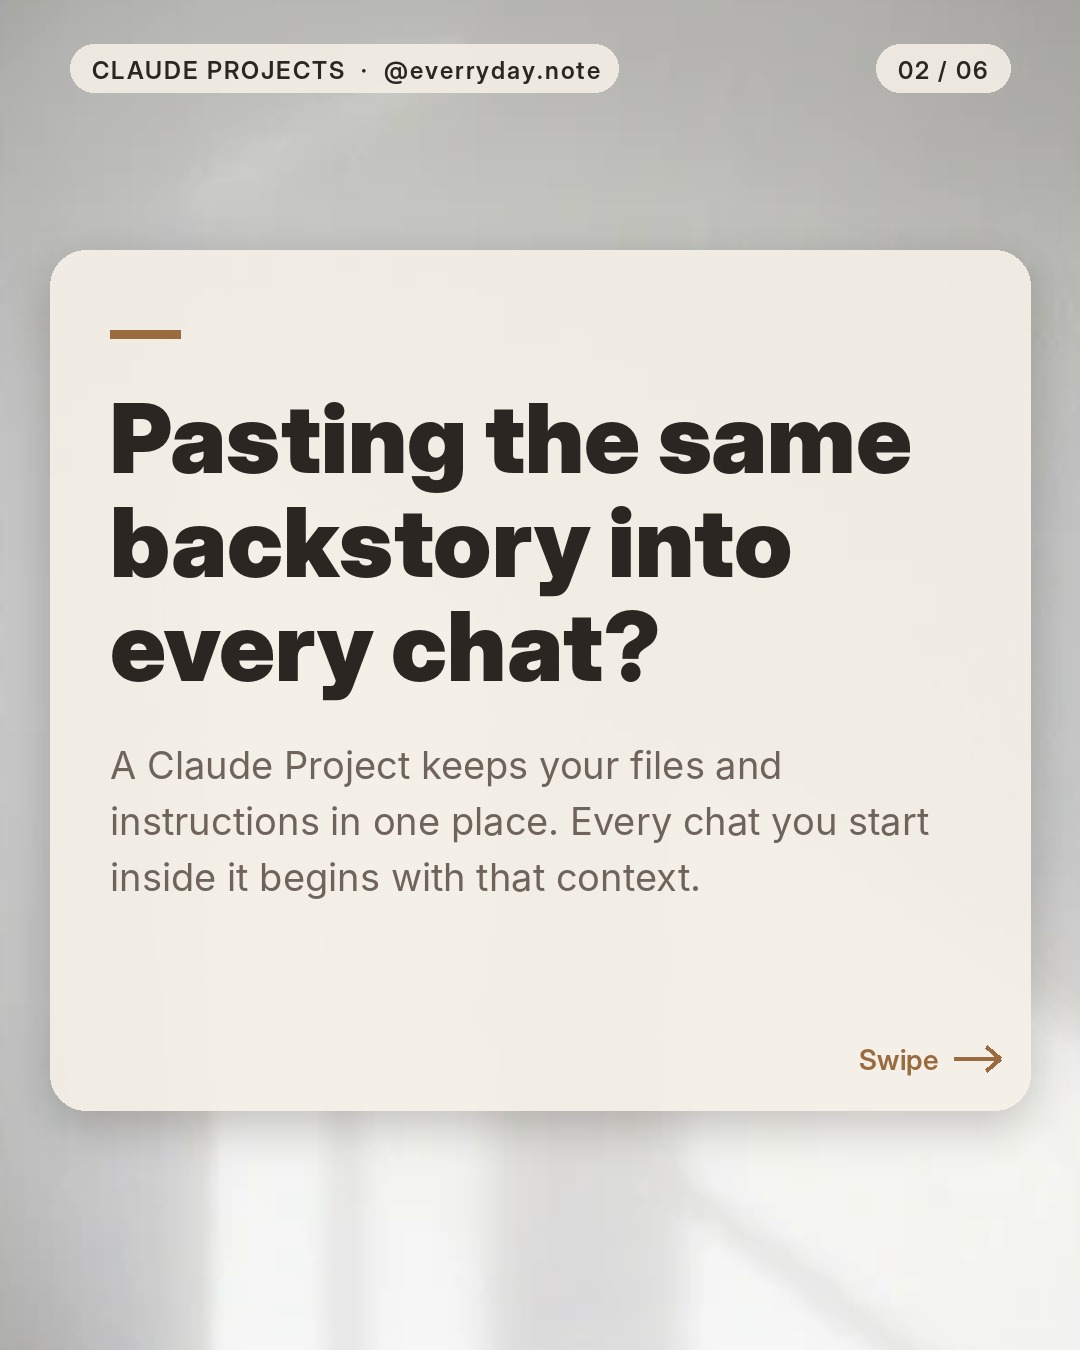 CLAUDE PROJECTS · @everryday.note
02 / 06
Pasting the same
backstory into
every chat?
A Claude Project keeps your files and
instructions in one place. Every chat you start
inside it begins with that context.
Swipe →